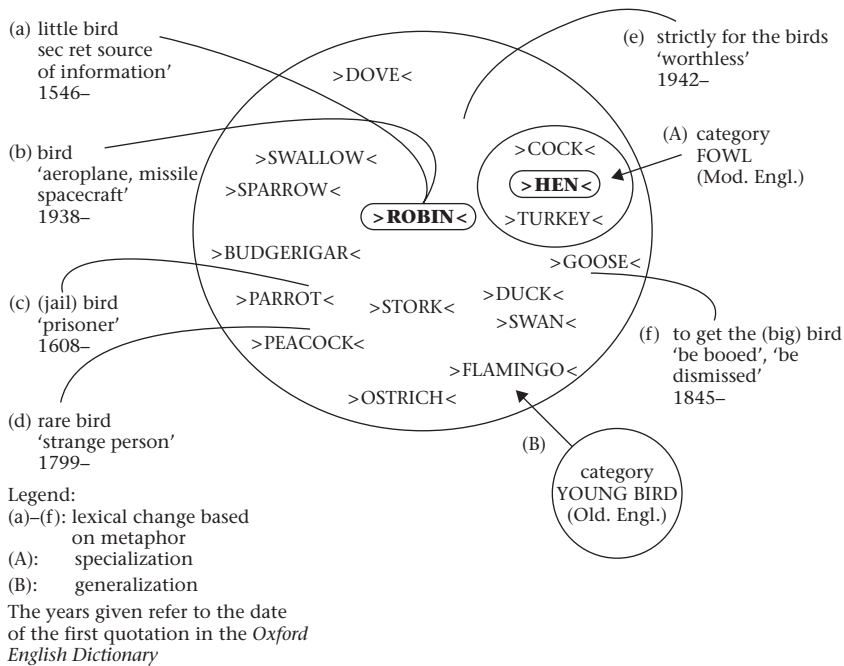 (a) little bird
sec ret source
of information’
1546–
(b) bird
‘aeroplane, missile
spacecraft’
1938–
(c) (jail) bird
‘prisoner’
1608–
(d) rare bird
‘strange person’
1799–
>DOVE<
>SWALLOW<
>SPARROW<
>ROBIN<
>BUDGERIGAR<
>PARROT<
>STORK<
>PEACOCK<
>OSTRICH<
>FLAMINGO<
>DUCK<
>SWAN<
>GOOSE<
>COCK<
>HEN<
>TURKEY<
(e) strictly for the birds
‘worthless’
1942–
(A) category
FOWL
(Mod. Engl.)
(f) to get the (big) bird
‘be booed’, ‘be
dismissed’
1845–
(B)
category
YOUNG BIRD
(Old. Engl.)
Legend:
(a)–(f): lexical change based
on metaphor
(A): specialization
(B): generalization
The years given refer to the date
of the first quotation in the Oxford
English Dictionary